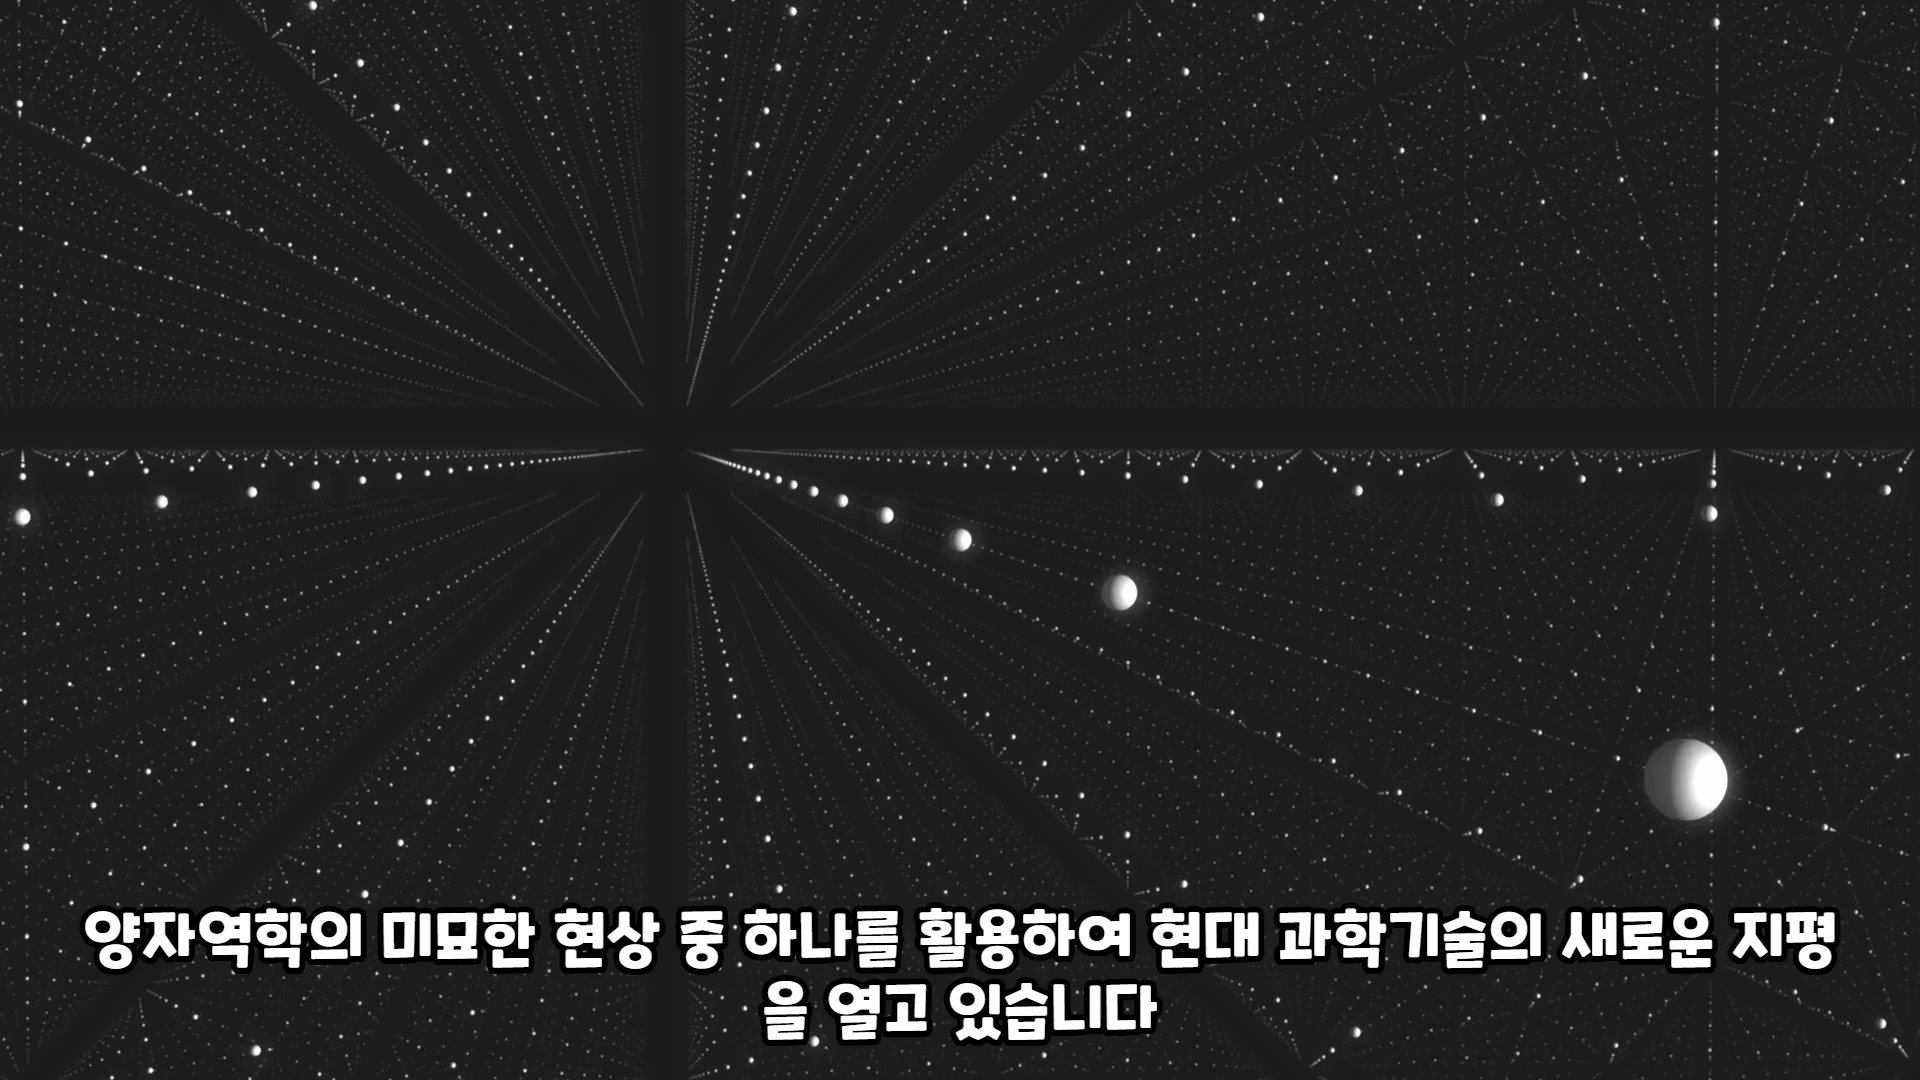 양자역학의 미묘한 현상 중 하나를 활용하여 현대 과학기술의 새로운 지평
을 열고 있습니다